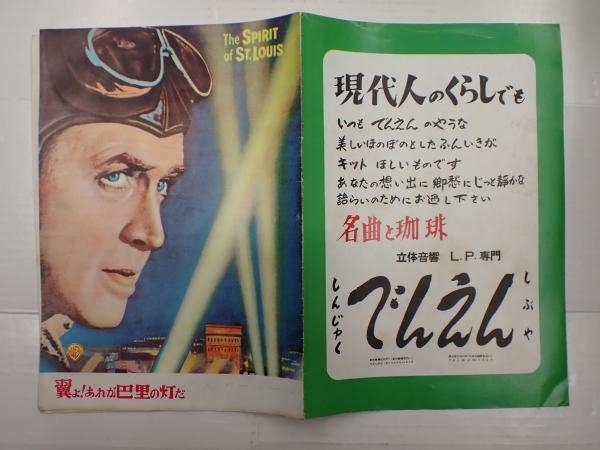 The SPIRIT
of ST. LOUIS
WB
翼よ!あれが巴里の灯だ
現代人のくらしでも
いつも でんえん のやうな
美しいほのぼのとしたふんいきが
キット ほしいものです
あなたの想い出に 郷愁にじっと静かな
語らいのためにお過し下さい
名曲と珈琲
立体音響 L.P.専門
でんえん
しんじゅく
しぶや